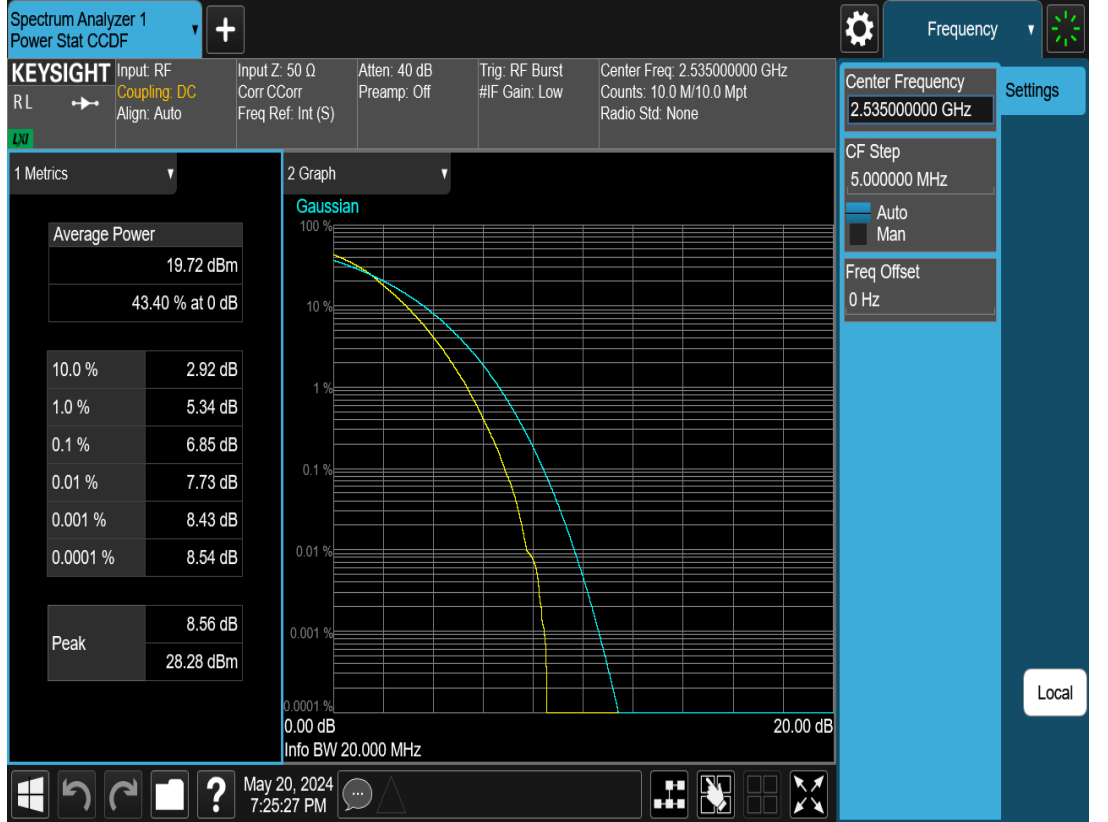 Spectrum Analyzer 1
Power Stat CCDF
+
Frequency
KEYSIGHT
RL
LXI
Input: RF
Coupling: DC
Align: Auto
Input Z: 50 Ω
Corr CCorr
Freq Ref: Int (S)
Atten: 40 dB
Preamp: Off
Trig: RF Burst
#IF Gain: Low
Center Freq: 2.535000000 GHz
Counts: 10.0 M/10.0 Mpt
Radio Std: None
Center Frequency
2.535000000 GHz
Settings
CF Step
5.000000 MHz
Auto
Man
Freq Offset
0 Hz
1 Metrics
Average Power
19.72 dBm
43.40 % at 0 dB
10.0 % 2.92 dB
1.0 % 5.34 dB
0.1 % 6.85 dB
0.01 % 7.73 dB
0.001 % 8.43 dB
0.0001 % 8.54 dB
Peak 8.56 dB
28.28 dBm
2 Graph
Gaussian
100 %
10 %
1 %
0.1 %
0.01 %
0.001 %
0.0001 %
0.00 dB 20.00 dB
Info BW 20.000 MHz
Local
?
May 20, 2024
7:25:27 PM